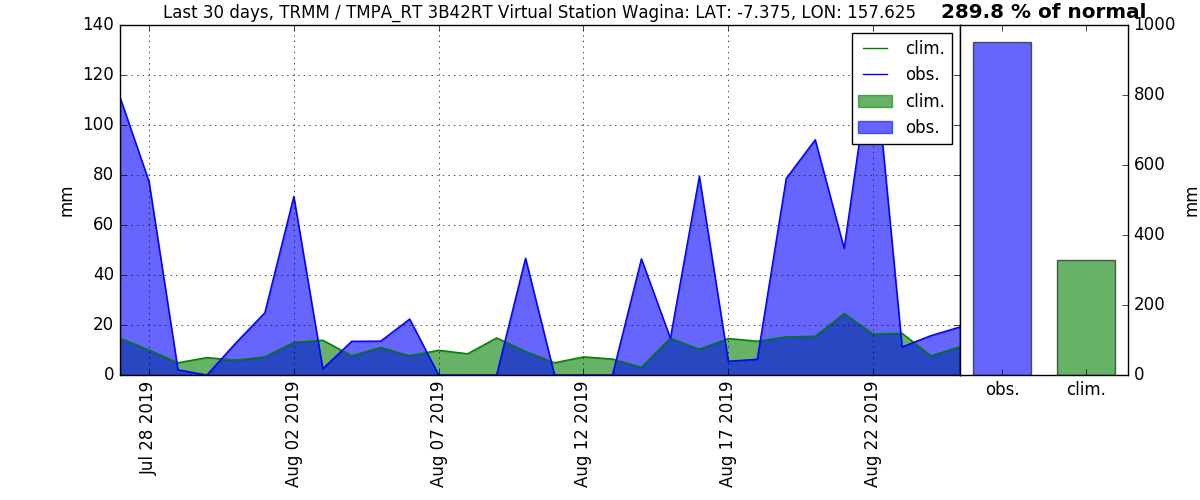 Last 30 days, TRMM / TMPA_RT 3B42RT Virtual Station Wagina: LAT: -7.375, LON: 157.625
289.8 % of normal
140
120
100
80
60
40
20
0
mm
clim.
obs.
clim.
obs.
Jul 28 2019
Aug 02 2019
Aug 07 2019
Aug 12 2019
Aug 17 2019
Aug 22 2019
1000
800
600
400
200
0
mm
obs.
clim.